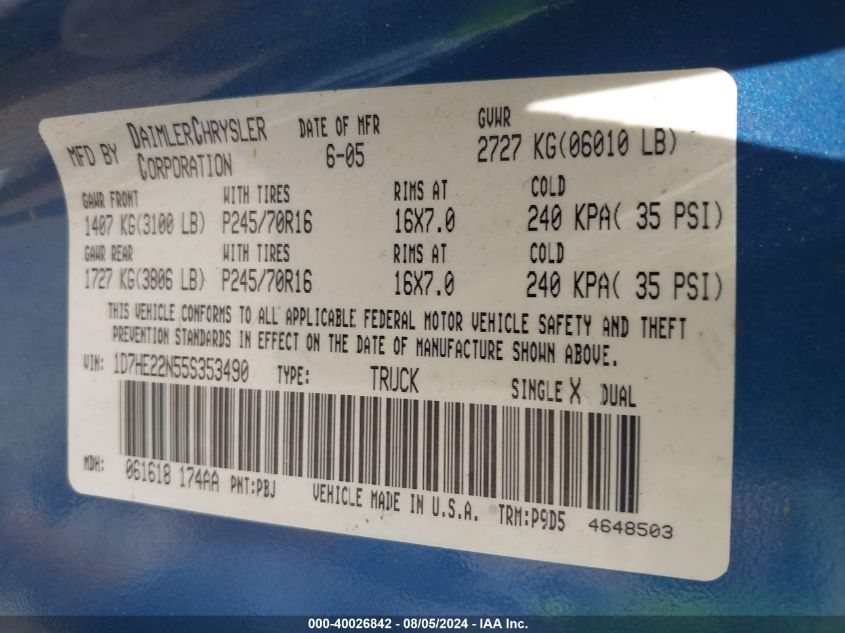 MFD BY DAIMLERCHRYSLER CORPORATION
DATE OF MFR 6-05
GVWR 2727 KG(06010 LB)
GAWR FRONT WITH TIRES RIMS AT COLD
1407 KG(3100 LB) P245/70R16 16X7.0 240 KPA( 35 PSI)
GAWR REAR WITH TIRES RIMS AT COLD
1727 KG(3806 LB) P245/70R16 16X7.0 240 KPA( 35 PSI)
THIS VEHICLE CONFORMS TO ALL APPLICABLE FEDERAL MOTOR VEHICLE SAFETY AND THEFT
PREVENTION STANDARDS IN EFFECT ON THE DATE OF MANUFACTURE SHOWN ABOVE.
VIN: 1D7HE22N55S353490 TYPE: TRUCK SINGLE X DUAL
MDH: 061618 174AA PNT:PBJ VEHICLE MADE IN U.S.A. TRM:P9D5 4648503
000-40026842 - 08/05/2024 - IAA Inc.